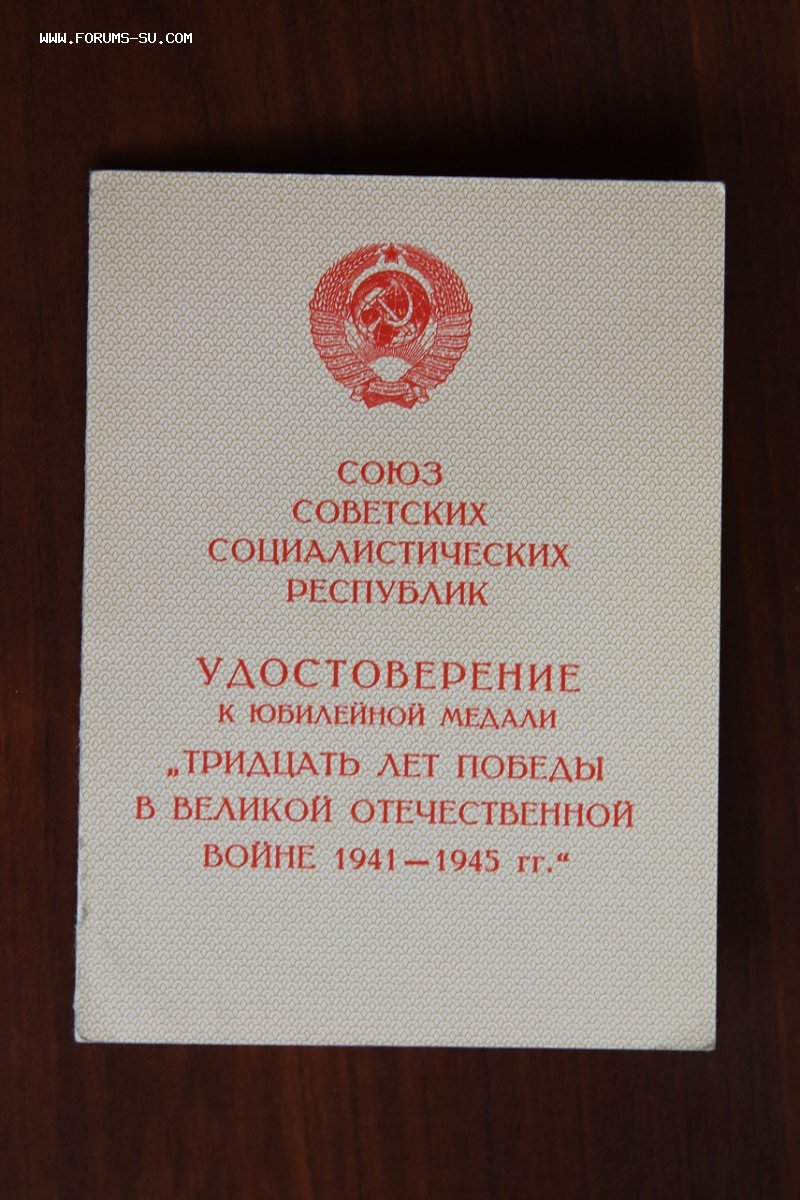 WWW.FORUMS-SU.COM
СОЮЗ
СОВЕТСКИХ
СОЦИАЛИСТИЧЕСКИХ
РЕСПУБЛИК
УДОСТОВЕРЕНИЕ
К ЮБИЛЕЙНОЙ МЕДАЛИ
„ТРИДЦАТЬ ЛЕТ ПОБЕДЫ
В ВЕЛИКОЙ ОТЕЧЕСТВЕННОЙ
ВОЙНЕ 1941—1945 гг.“